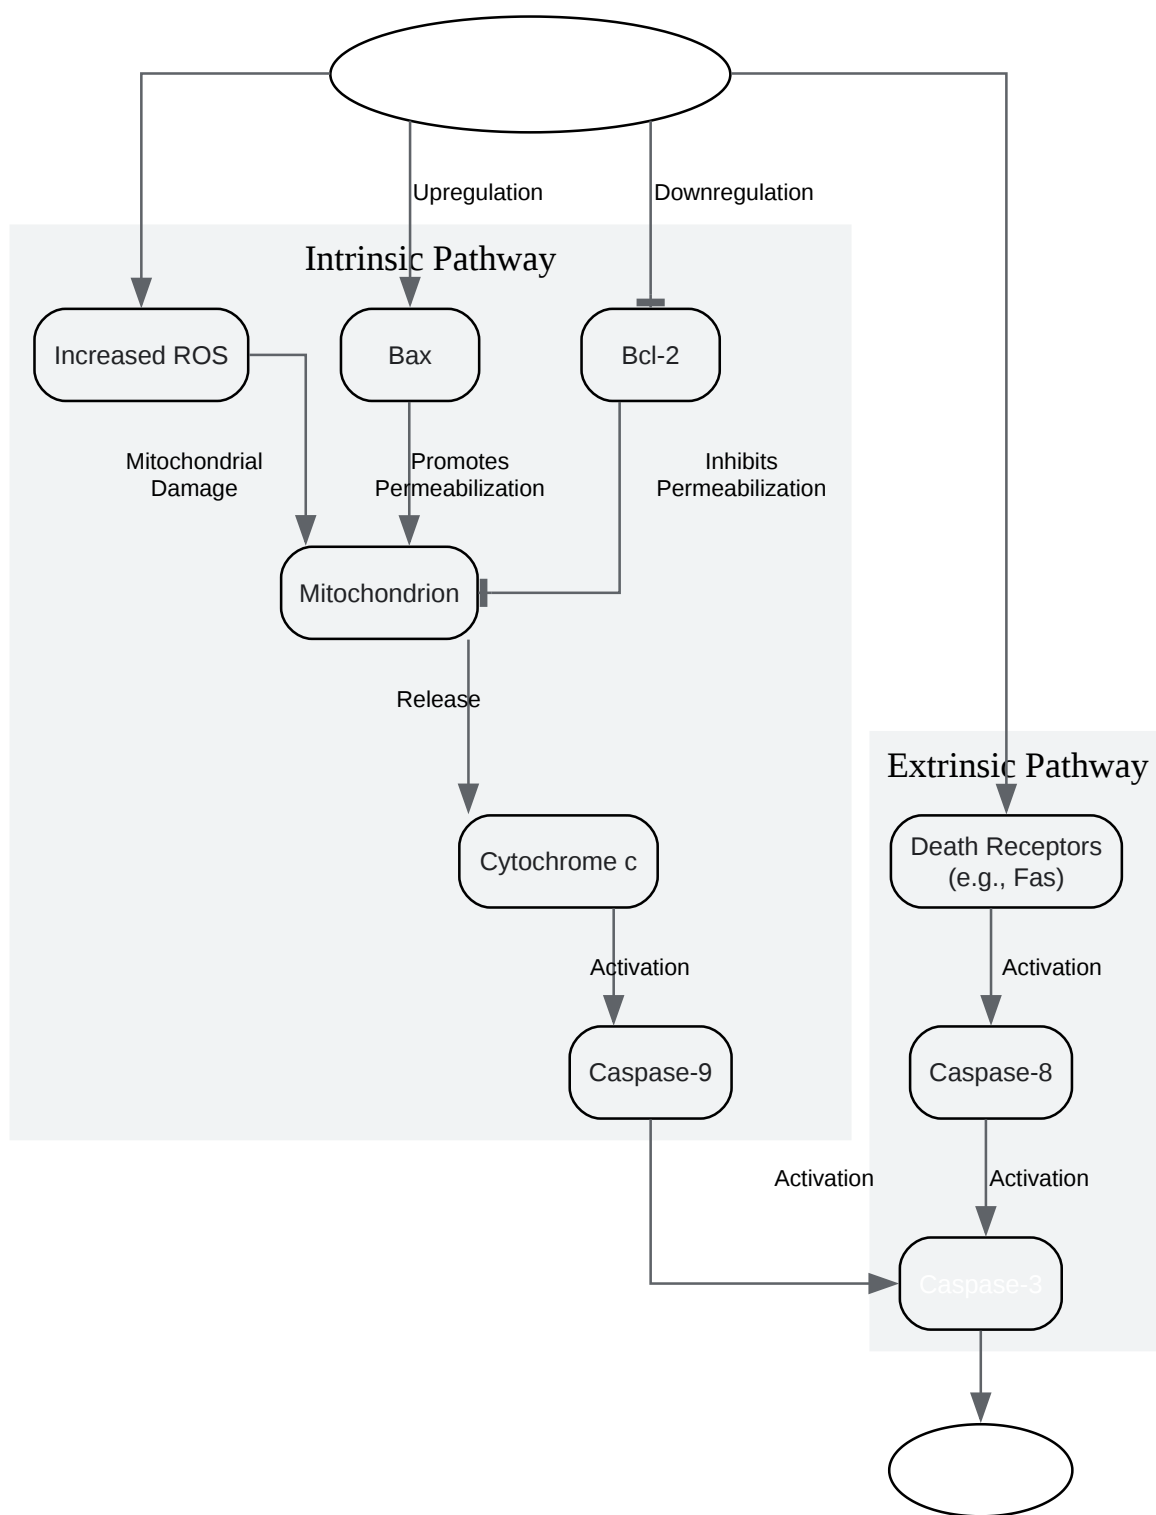 Upregulation
Downregulation
Intrinsic Pathway
Increased ROS
Bax
Bcl-2
Mitochondrial
Damage
Promotes
Permeabilization
Inhibits
Permeabilization
Mitochondrion
Release
Extrinsic Pathway
Cytochrome c
Death Receptors
(e.g., Fas)
Activation
Activation
Caspase-9
Caspase-8
Activation
Activation
Caspase-3